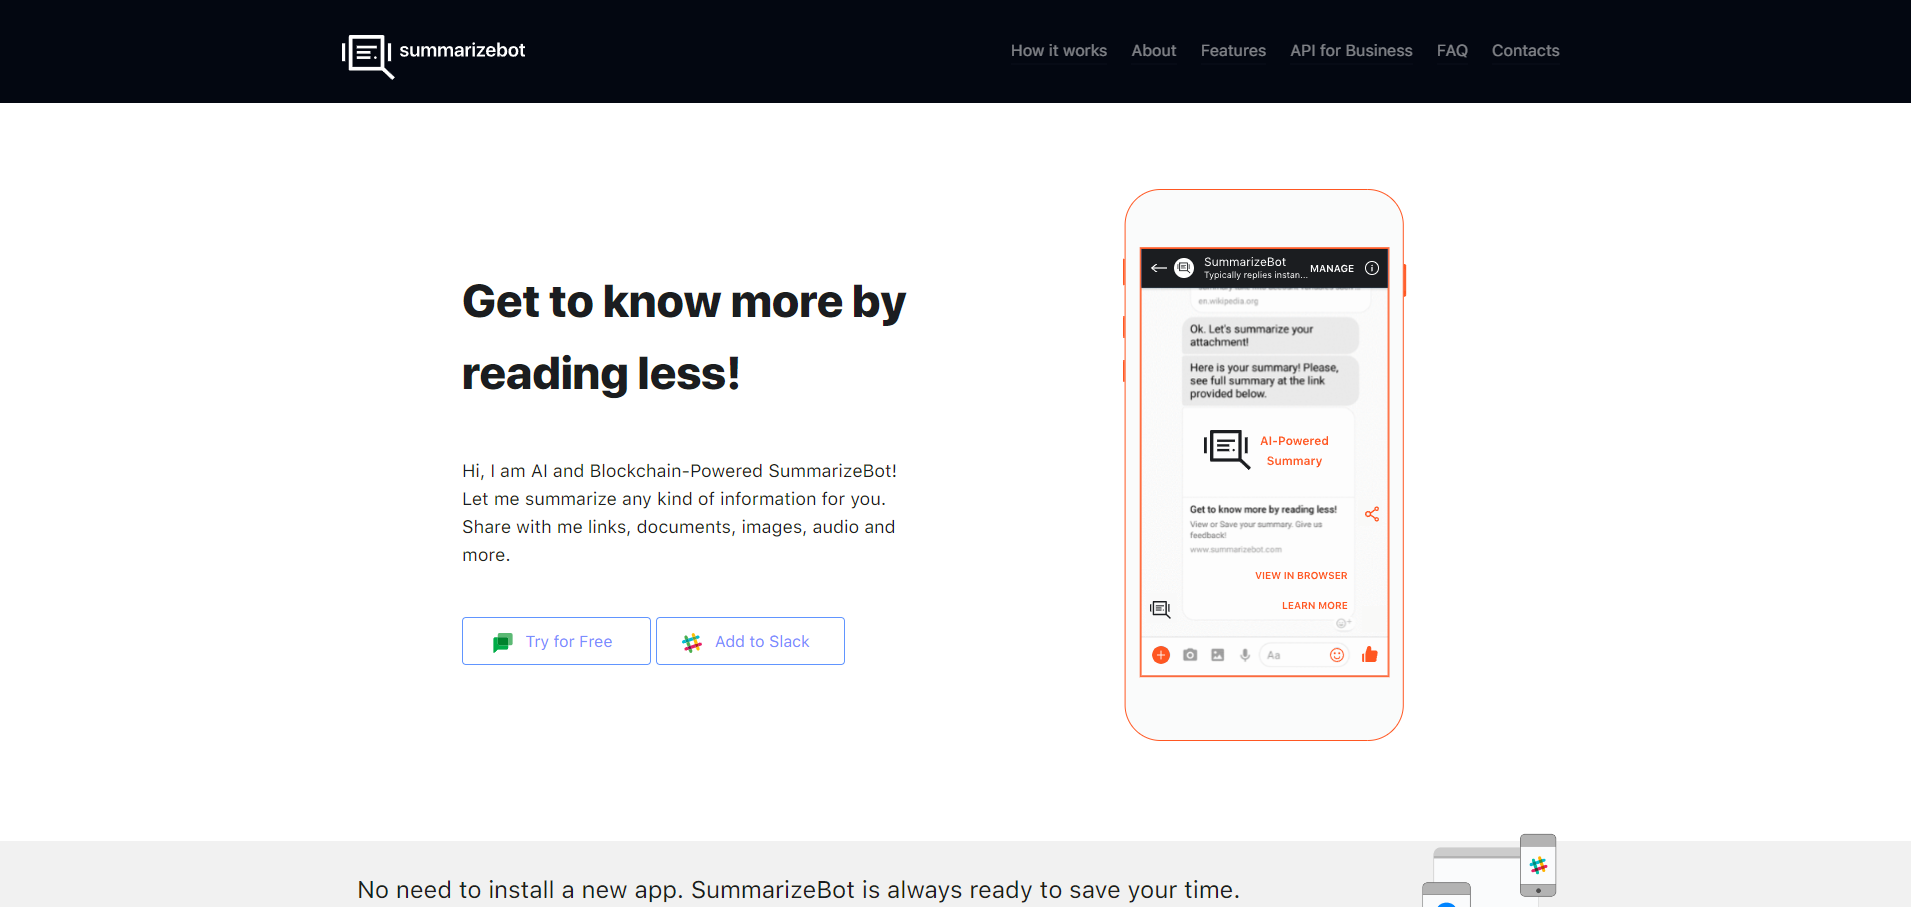 summarizebot
How it works About Features API for Business FAQ Contacts
Get to know more by
reading less!
Hi, I am AI and Blockchain-Powered SummarizeBot!
Let me summarize any kind of information for you.
Share with me links, documents, images, audio and
more.
Try for Free Add to Slack
SummarizeBot
Typically replies instan...
MANAGE
en.wikipedia.org
Ok. Let's summarize your
attachment!
Here is your summary! Please,
see full summary at the link
provided below.
AI-Powered
Summary
Get to know more by reading less!
View or Save your summary. Give us
feedback!
www.summarizebot.com
VIEW IN BROWSER
LEARN MORE
Aa
No need to install a new app. SummarizeBot is always ready to save your time.